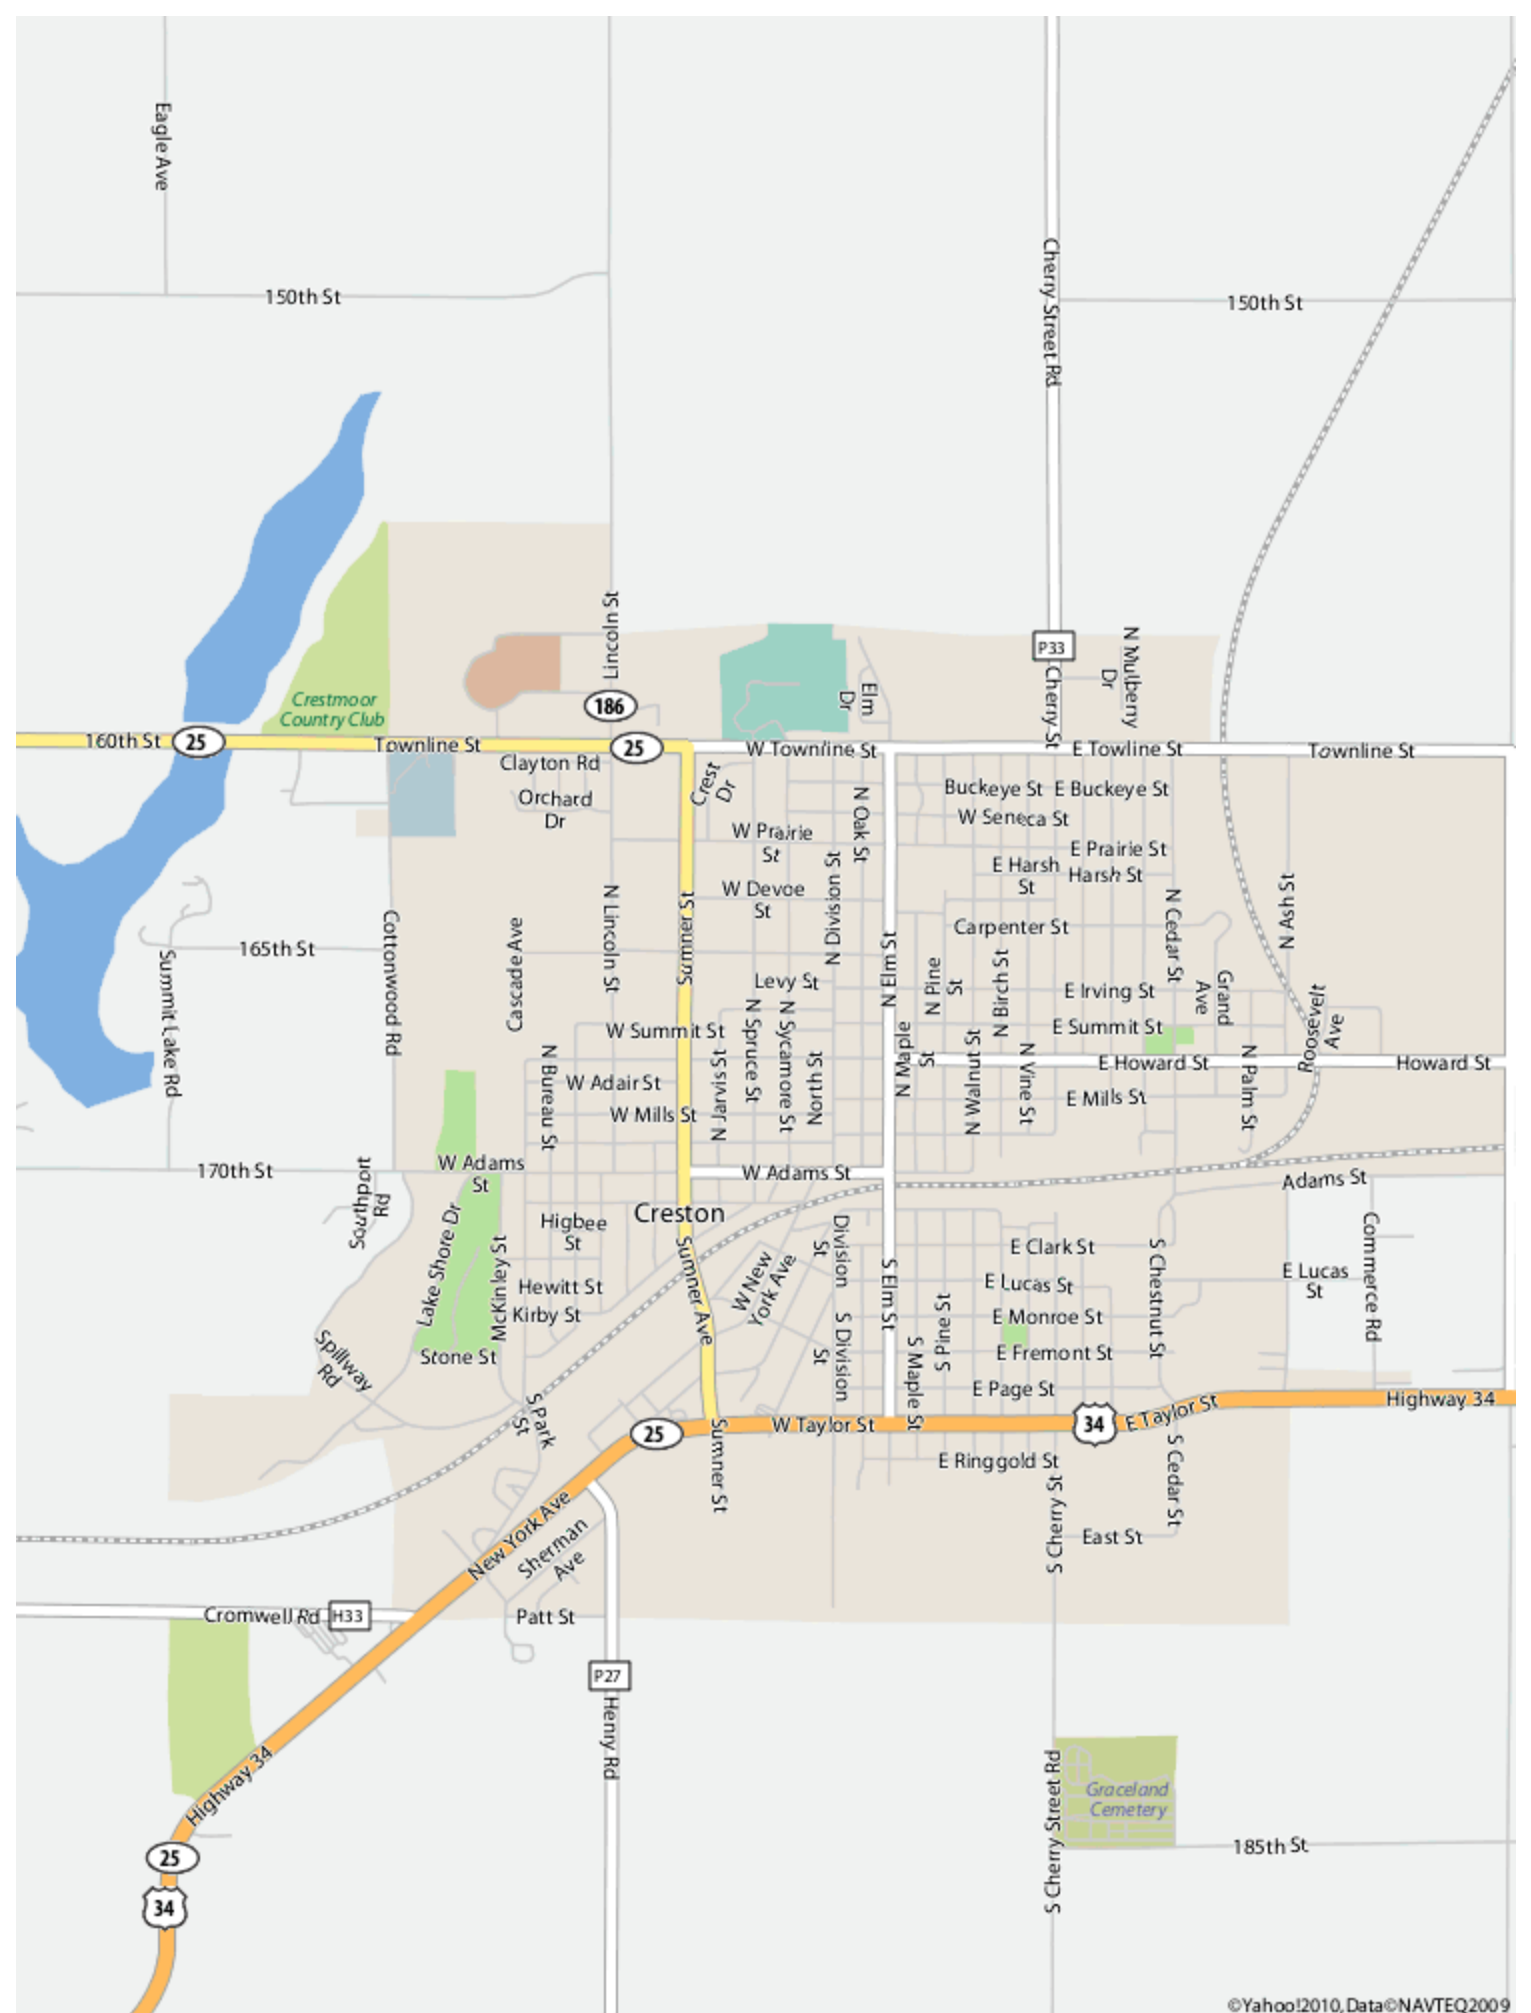 Eagle Ave
Cherry Street Rd
150th St
150th St
Lincoln St
N Mulberry
Dr
P33
Elm
Dr
Cherry St
Crestmoor
Country Club
186
160th St
25
Townline St
25
W Townline St
E Towline St
Townline St
Clayton Rd
Crest
Dr
Orchard
Dr
Buckeye St
E Buckeye St
N Oak St
W Seneca St
W Prairie
St
E Prairie St
E Harsh
St
Harsh St
W Devoe
St
N Division St
N Ash St
N Lincoln St
Sumner St
N Cedar St
Cottonwood Rd
Cascade Ave
Carpenter St
165th St
N Elm St
Summit Lake Rd
N Pine
St
N Birch St
Levy St
E Irving St
Grand
Ave
Roosevelt
Ave
W Summit St
N Spruce St
N Sycamore St
N Maple
St
N Walnut St
E Summit St
N Bureau St
N Jarvis St
North St
N Vine St
E Howard St
N Palm St
Howard St
W Adair St
W Mills St
E Mills St
170th St
W Adams
St
W Adams St
Adams St
Southport
Rd
Creston
Lake Shore Dr
Higbee
St
Division
St
E Clark St
S Chestnut St
Commerce Rd
McKinley St
Sumner Ave
W New
York Ave
S Elm St
Hewitt St
E Lucas St
E Lucas
St
Kirby St
S Division
St
S Pine St
E Monroe St
Spillway
Rd
Stone St
S Maple St
E Fremont St
E Page St
Highway 34
S Park
St
25
Sumner St
W Taylor St
34
E Taylor St
E Ringgold St
S Cedar St
S Cherry St
New York Ave
Sherman
Ave
East St
Cromwell Rd
H33
Patt St
P27
Henry Rd
Highway 34
S Cherry Street Rd
Graceland
Cemetery
185th St
25
34
©Yahoo!2010, Data©NAVTEQ2009